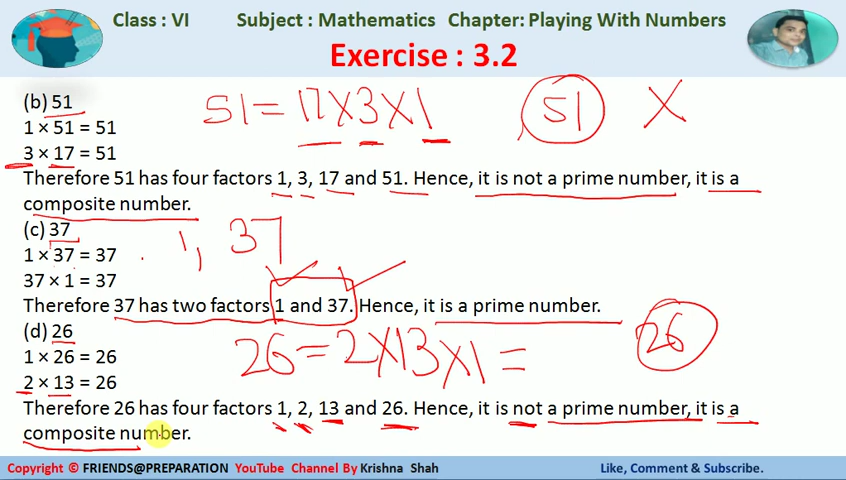 Class : VI Subject : Mathematics Chapter: Playing With Numbers
Exercise : 3.2
(b) 51
51 = 17 X 3 X 1 51 X
1 × 51 = 51
3 × 17 = 51
Therefore 51 has four factors 1, 3, 17 and 51. Hence, it is not a prime number, it is a
composite number.
(c) 37
1, 37
1 × 37 = 37
37 × 1 = 37
Therefore 37 has two factors 1 and 37. Hence, it is a prime number.
(d) 26
26 = 2 X 13 X 1 = 26
1 × 26 = 26
2 × 13 = 26
Therefore 26 has four factors 1, 2, 13 and 26. Hence, it is not a prime number, it is a
composite number.
Copyright © FRIENDS@PREPARATION YouTube Channel By Krishna Shah Like, Comment & Subscribe.